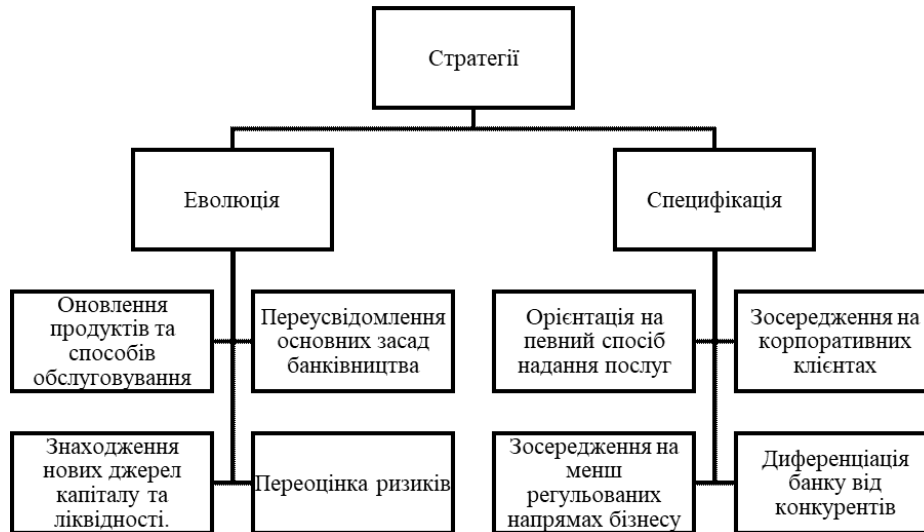 Стратегії
Еволюція
Специфікація
Оновлення
продуктів та
способів
обслуговування
Переусвідомлення
основних засад
банківництва
Орієнтація на
певний спосіб
надання послуг
Зосередження на
корпоративних
клієнтах
Знаходження
нових джерел
капіталу та
ліквідності.
Переоцінка ризиків
Зосередження на
менш
регульованих
напрямах бізнесу
Диференціація
банку від
конкурентів